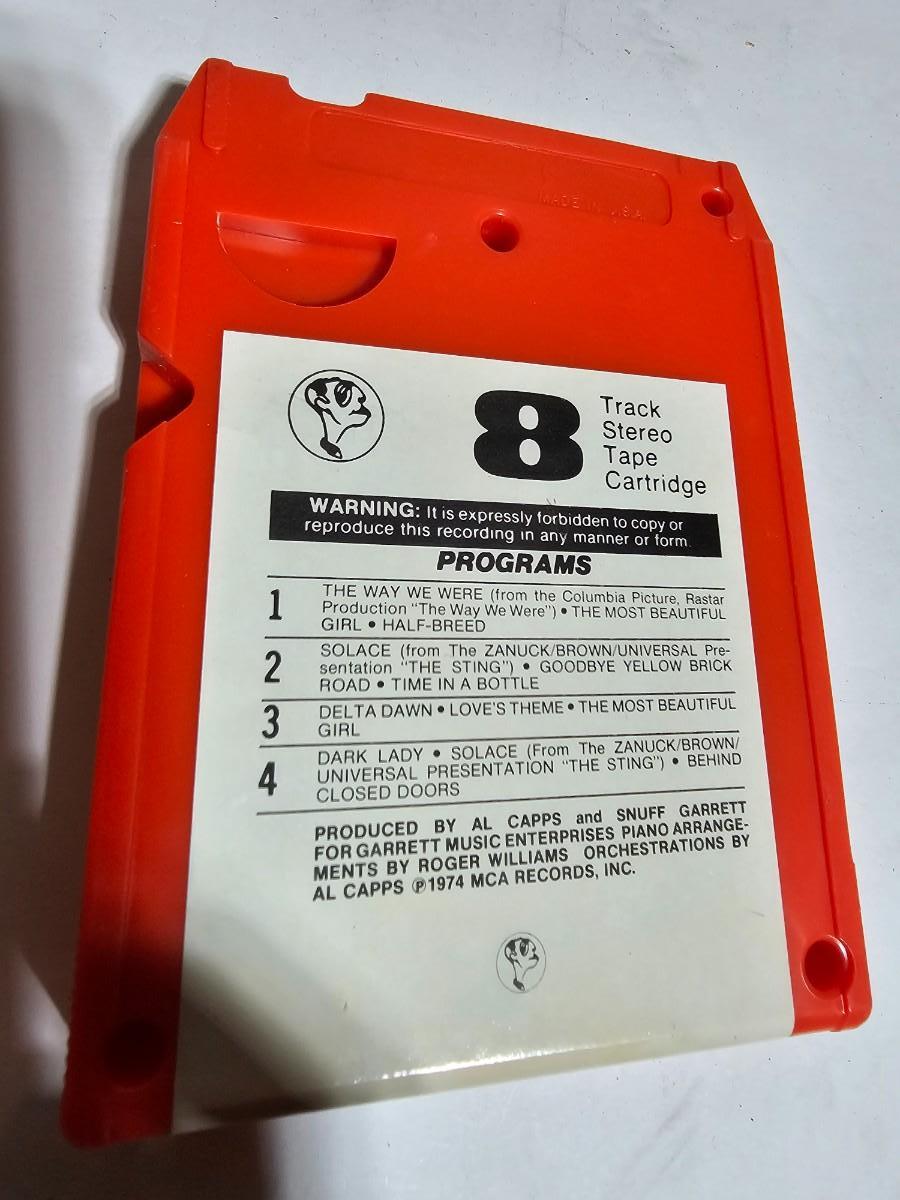 MADE IN U.S.A.
8
Track
Stereo
Tape
Cartridge
WARNING: It is expressly forbidden to copy or
reproduce this recording in any manner or form.
PROGRAMS
1
THE WAY WE WERE (from the Columbia Picture, Rastar
Production "The Way We Were") • THE MOST BEAUTIFUL
GIRL • HALF-BREED
2
SOLACE (from The ZANUCK/BROWN/UNIVERSAL Pre-
sentation "THE STING") • GOODBYE YELLOW BRICK
ROAD • TIME IN A BOTTLE
3
DELTA DAWN • LOVE'S THEME • THE MOST BEAUTIFUL
GIRL
4
DARK LADY • SOLACE (From The ZANUCK/BROWN/
UNIVERSAL PRESENTATION "THE STING") • BEHIND
CLOSED DOORS
PRODUCED BY AL CAPPS and SNUFF GARRETT
FOR GARRETT MUSIC ENTERPRISES PIANO ARRANGE-
MENTS BY ROGER WILLIAMS ORCHESTRATIONS BY
AL CAPPS ℗1974 MCA RECORDS, INC.